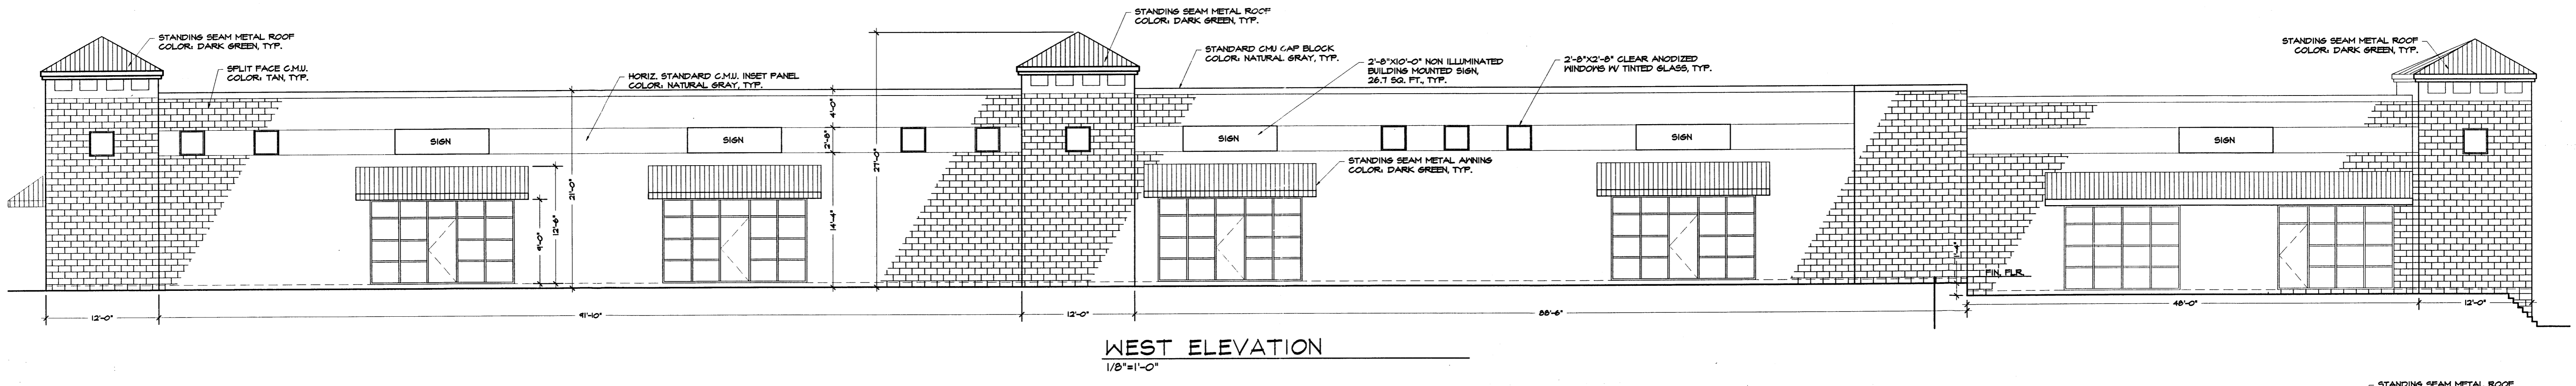 STANDING SEAM METAL ROOF
COLOR: DARK GREEN, TYP.
SPLIT FACE C.M.U.
COLOR: TAN, TYP.
HORIZ. STANDARD C.M.U. INSET PANEL
COLOR: NATURAL GRAY, TYP.
STANDING SEAM METAL ROOF
COLOR: DARK GREEN, TYP.
STANDARD CMU CAP BLOCK
COLOR: NATURAL GRAY, TYP.
2'-8"X10'-0" NON ILLUMINATED
BUILDING MOUNTED SIGN,
26.7 SQ. FT., TYP.
2'-8"X2'-8" CLEAR ANODIZED
WINDOWS W/ TINTED GLASS, TYP.
STANDING SEAM METAL ROOF
COLOR: DARK GREEN, TYP.
SIGN
SIGN
SIGN
SIGN
SIGN
STANDING SEAM METAL AWNING
COLOR: DARK GREEN, TYP.
9'-0"
12'-6"
21'-0"
4'-0"
2'-8"
14'-4"
27'-0"
FIN. FLR.
12'-0"
91'-10"
12'-0"
88'-6"
48'-0"
12'-0"
WEST ELEVATION
1/8"=1'-0"
STANDING SEAM METAL ROOF